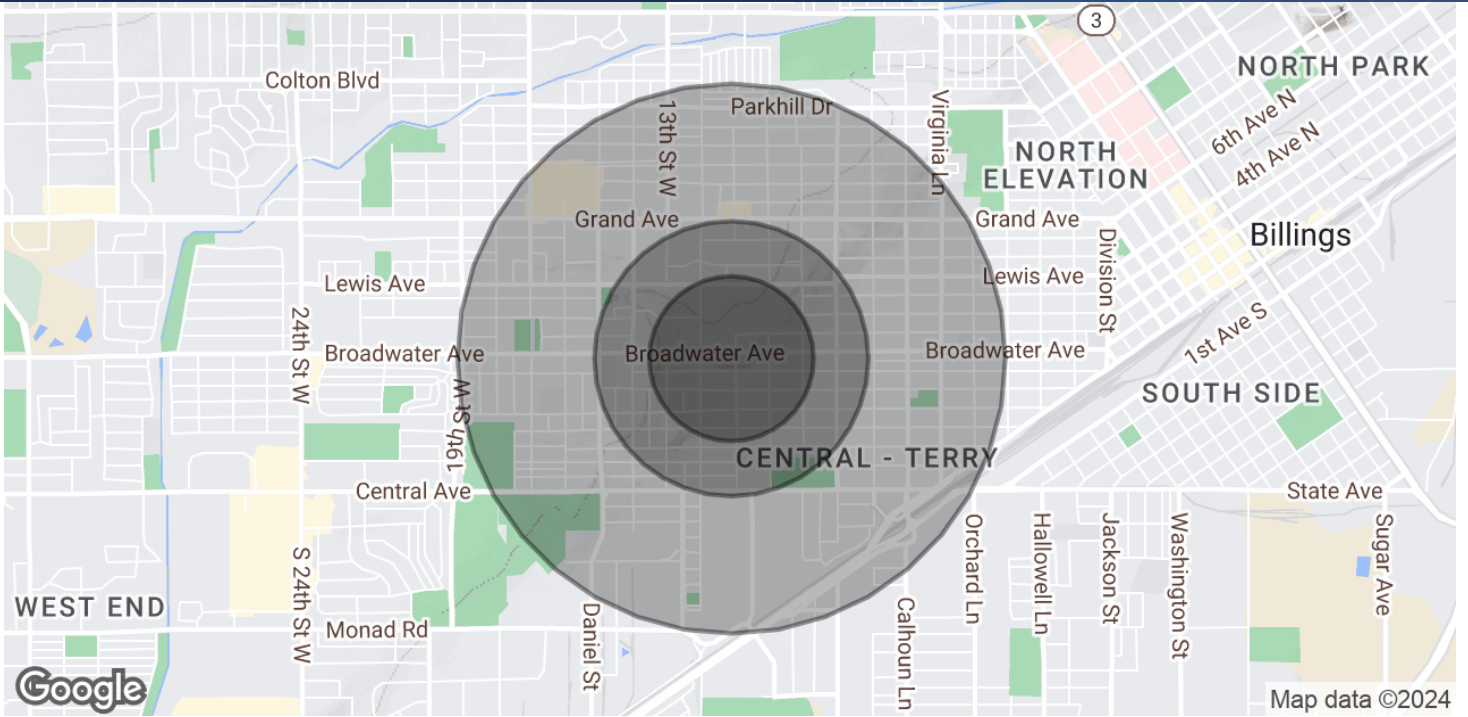 3
NORTH PARK
Colton Blvd
Parkhill Dr
13th St W
Virginia Ln
6th Ave N
4th Ave N
NORTH
ELEVATION
Grand Ave
Grand Ave
Billings
Division St
Lewis Ave
Lewis Ave
24th St W
Broadwater Ave
Broadwater Ave
Broadwater Ave
1st Ave S
19th St W
SOUTH SIDE
CENTRAL - TERRY
Central Ave
State Ave
S 24th St W
Orchard Ln
Hallowell Ln
Jackson St
Washington St
Sugar Ave
WEST END
Monad Rd
Daniel St
Calhoun Ln
Google
Map data ©2024